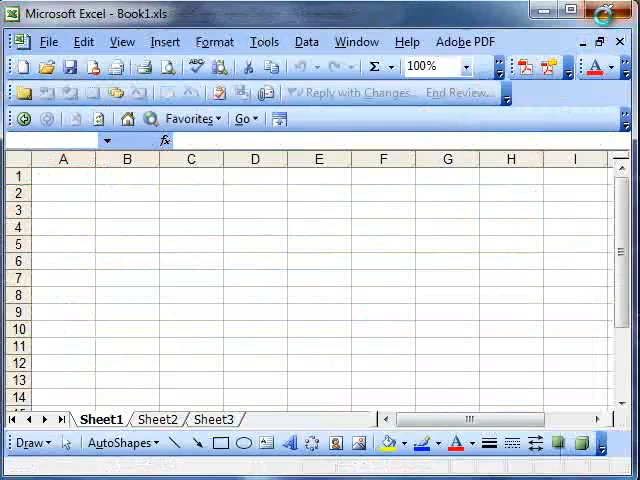 Microsoft Excel - Book1.xls
File Edit View Insert Format Tools Data Window Help Adobe PDF
Σ 100% A
Reply with Changes... End Review...
Favorites Go
fx
A B C D E F G H I
1
2
3
4
5
6
7
8
9
10
11
12
13
14
Sheet1 Sheet2 Sheet3
Draw AutoShapes A A